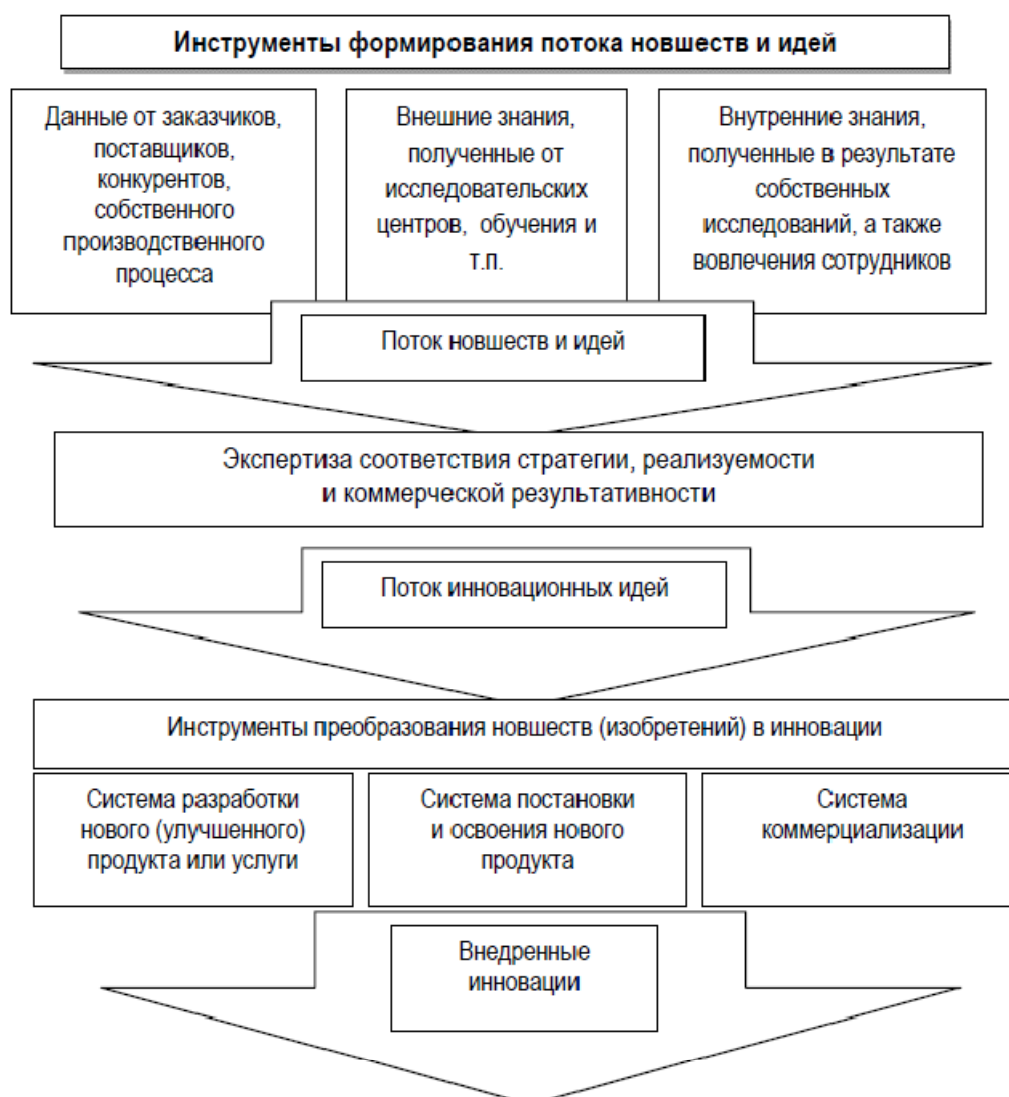 Инструменты формирования потока новшеств и идей
Данные от заказчиков,
поставщиков,
конкурентов,
собственного
производственного
процесса
Внешние знания,
полученные от
исследовательских
центров, обучения и
т.п.
Внутренние знания,
полученные в результате
собственных
исследований, а также
вовлечения сотрудников
Поток новшеств и идей
Экспертиза соответствия стратегии, реализуемости
и коммерческой результативности
Поток инновационных идей
Инструменты преобразования новшеств (изобретений) в инновации
Система разработки
нового (улучшенного)
продукта или услуги
Система постановки
и освоения нового
продукта
Система
коммерциализации
Внедренные
инновации